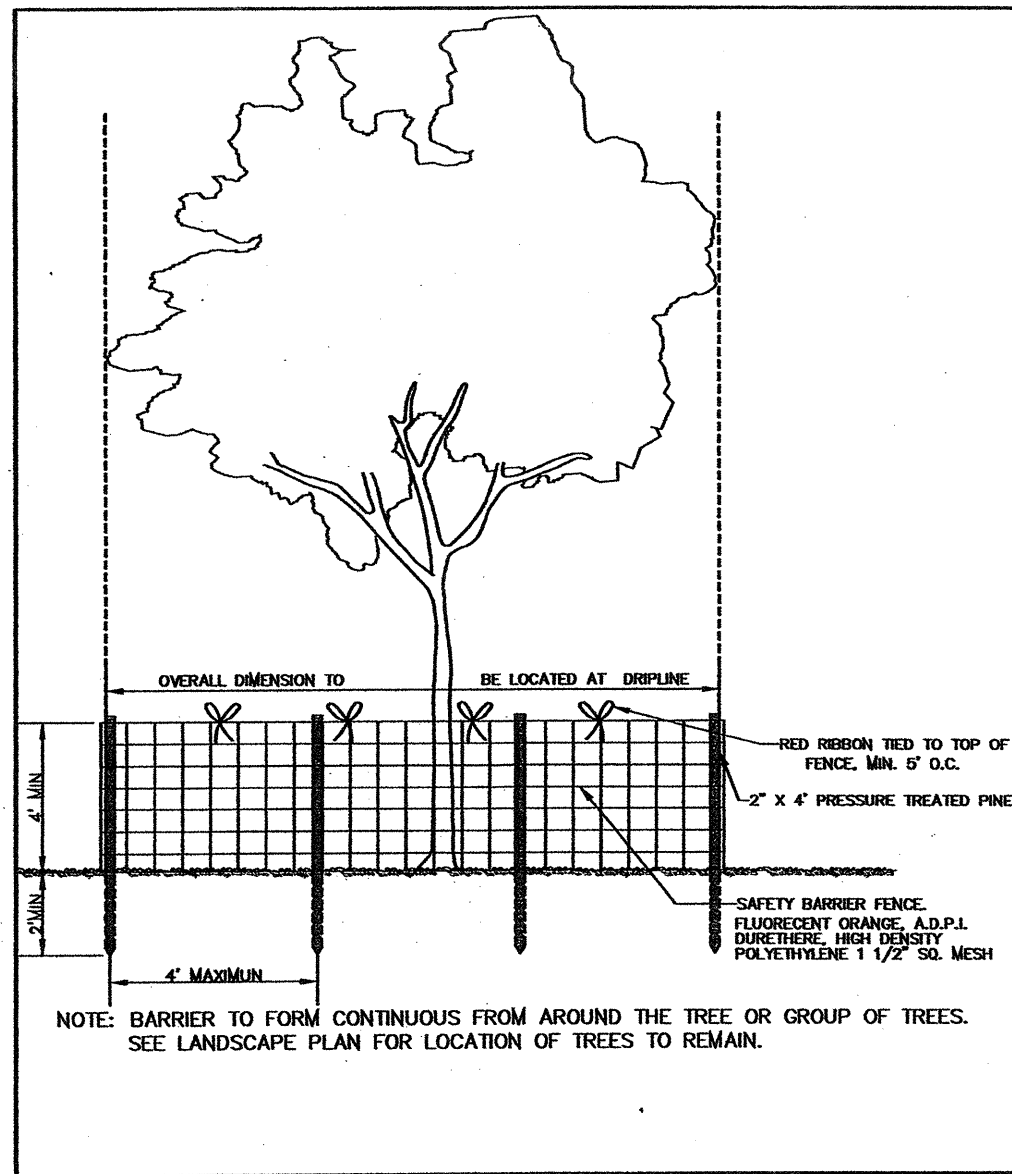 OVERALL DIMENSION TO BE LOCATED AT DRIPLINE
RED RIBBON TIED TO TOP OF
FENCE, MIN. 5' O.C.
2" X 4' PRESSURE TREATED PINE
4' MIN
2'MIN
SAFETY BARRIER FENCE.
FLUORECENT ORANGE, A.D.P.I.
DURETHERE, HIGH DENSITY
POLYETHYLENE 1 1/2" SQ. MESH
4' MAXIMUN
NOTE: BARRIER TO FORM CONTINUOUS FROM AROUND THE TREE OR GROUP OF TREES.
SEE LANDSCAPE PLAN FOR LOCATION OF TREES TO REMAIN.